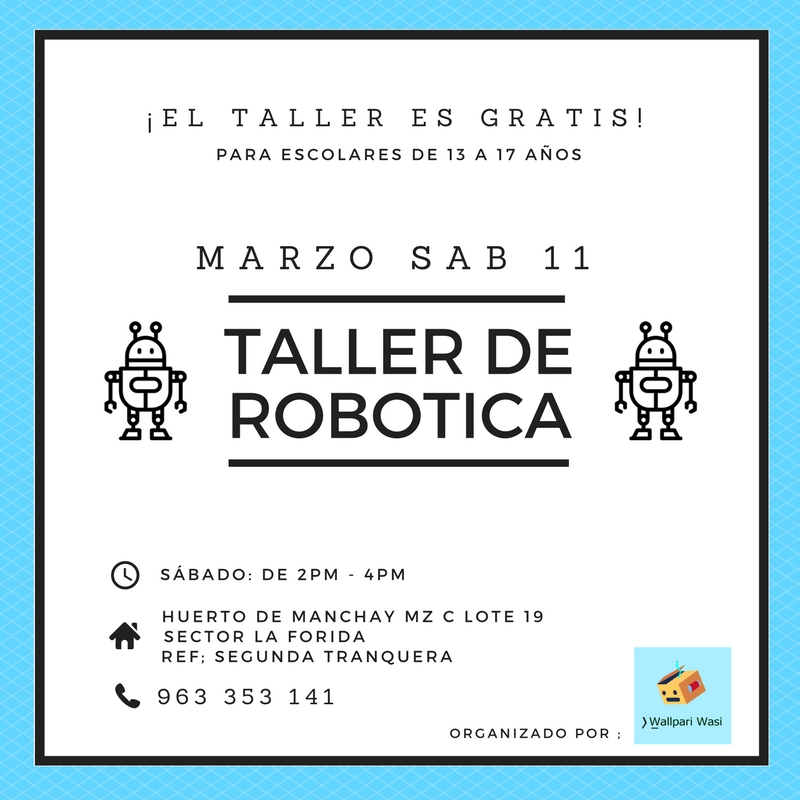 ¡EL TALLER ES GRATIS!
PARA ESCOLARES DE 13 A 17 AÑOS
MARZO SAB 11
TALLER DE
ROBOTICA
SÁBADO: DE 2PM - 4PM
HUERTO DE MANCHAY MZ C LOTE 19
SECTOR LA FORIDA
REF; SEGUNDA TRANQUERA
963 353 141
ORGANIZADO POR ;
Wallpari Wasi